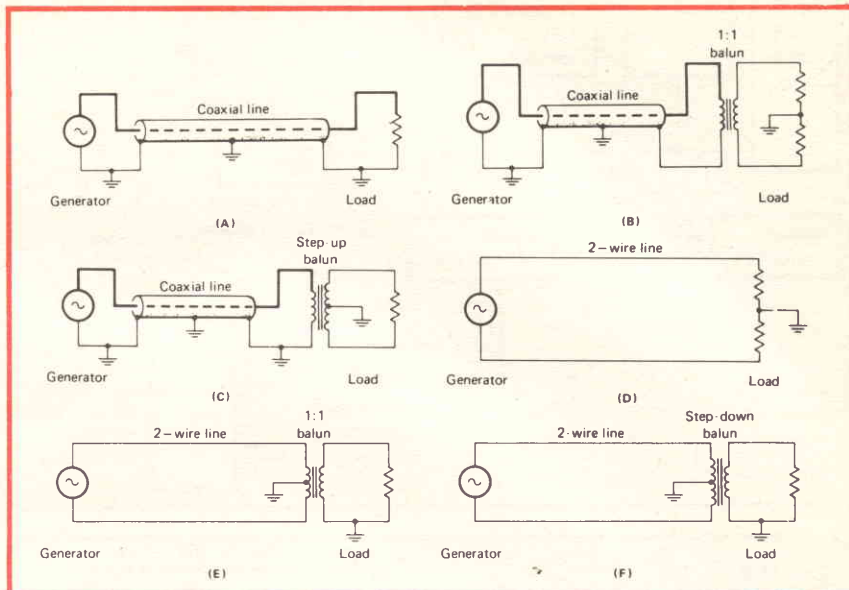 Coaxial line
Generator
Load
(A)
1:1
balun
Coaxial line
Generator
Load
(B)
Step-up
balun
Coaxial line
Generator
Load
(C)
2-wire line
Generator
Load
(D)
1:1
balun
2-wire line
Generator
Load
(E)
Step-down
balun
2-wire line
Generator
Load
(F)